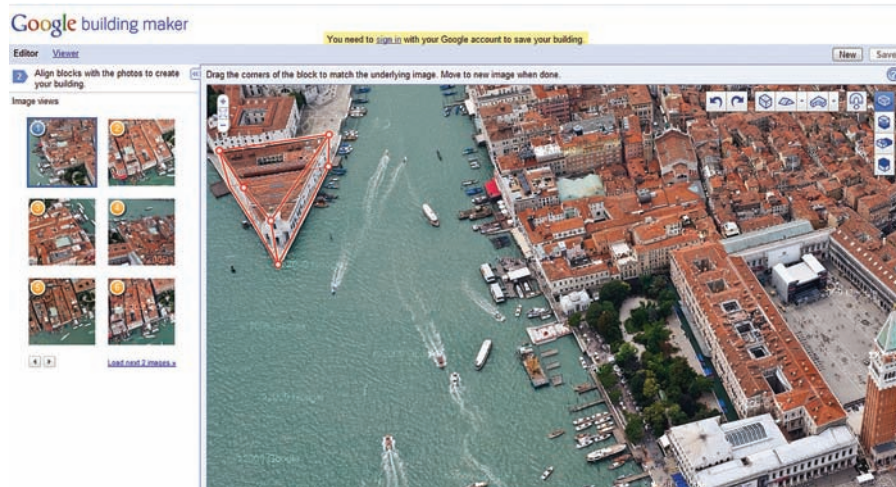 Google building maker
You need to sign in with your Google account to save your building.
Editor Viewer
New Save
2 Align blocks with the photos to create
your building.
Drag the corners of the block to match the underlying image. Move to new image when done.
Image views
1 2
3 4
5 6
Load next 2 images »